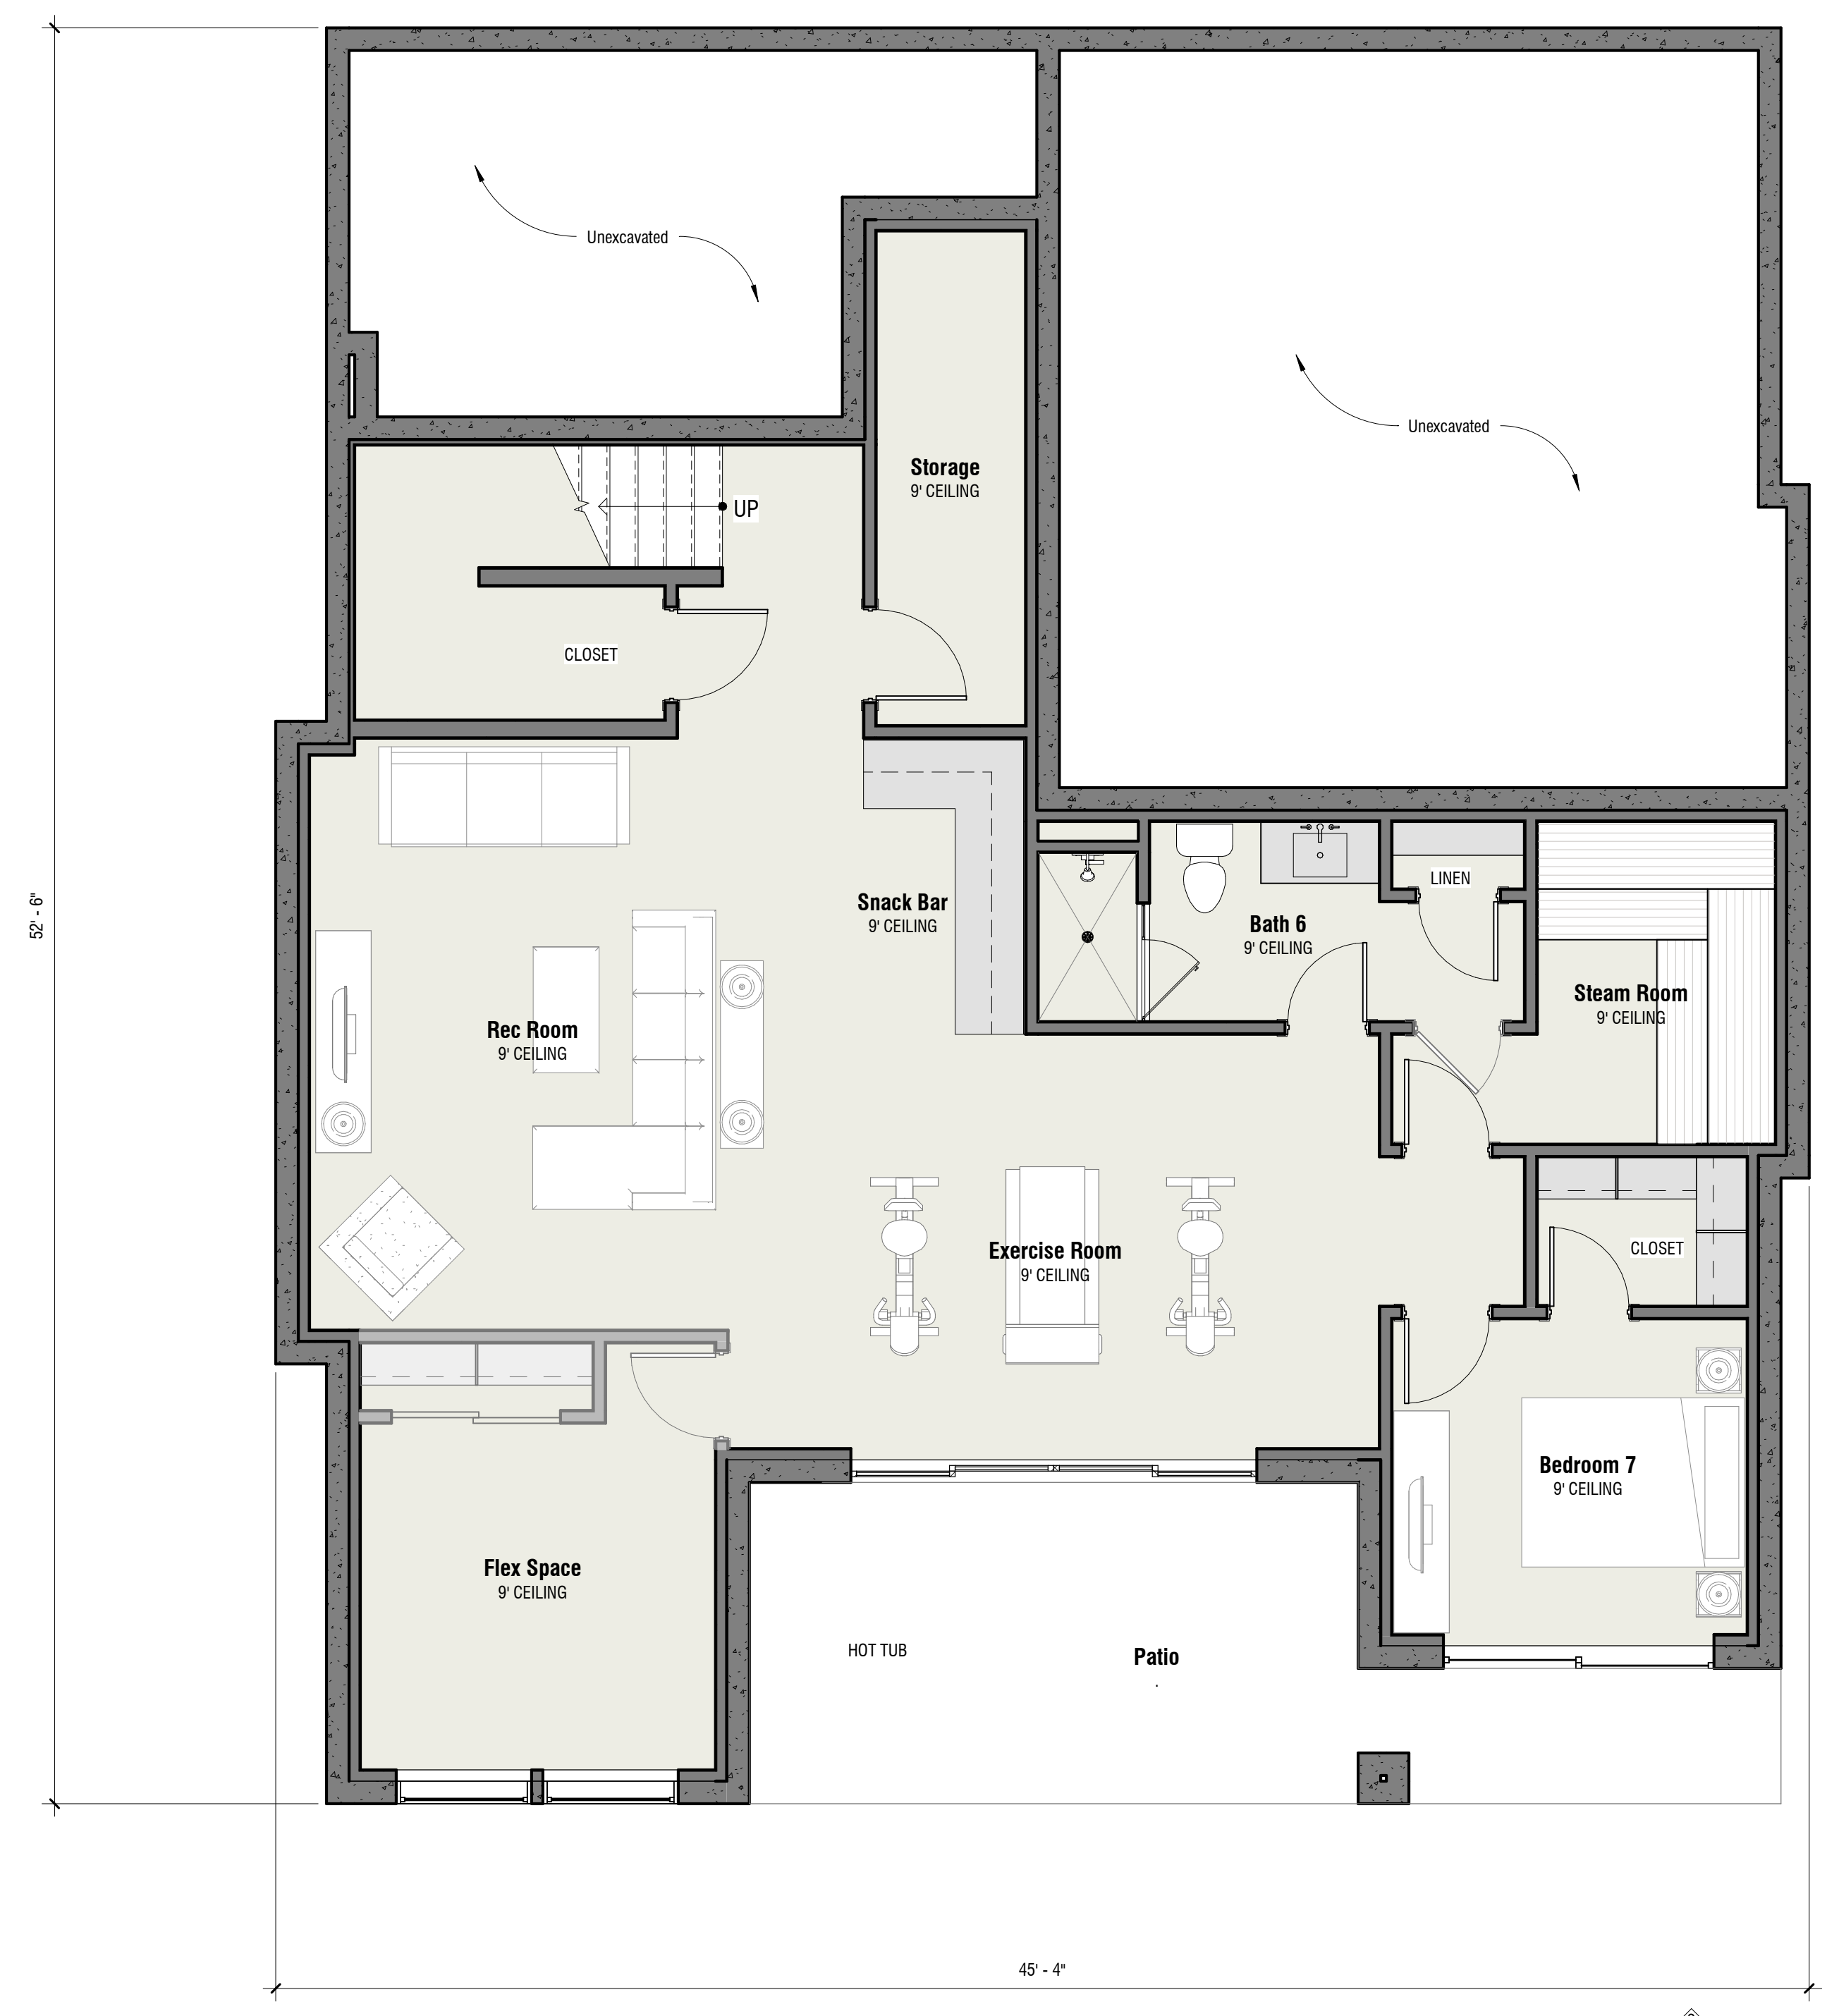 Unexcavated
Unexcavated
Storage
9' CEILING
UP
CLOSET
LINEN
Snack Bar
9' CEILING
Bath 6
9' CEILING
52' - 6"
Steam Room
9' CEILING
Rec Room
9' CEILING
Exercise Room
9' CEILING
CLOSET
Bedroom 7
9' CEILING
Flex Space
9' CEILING
HOT TUB
Patio
45' - 4"